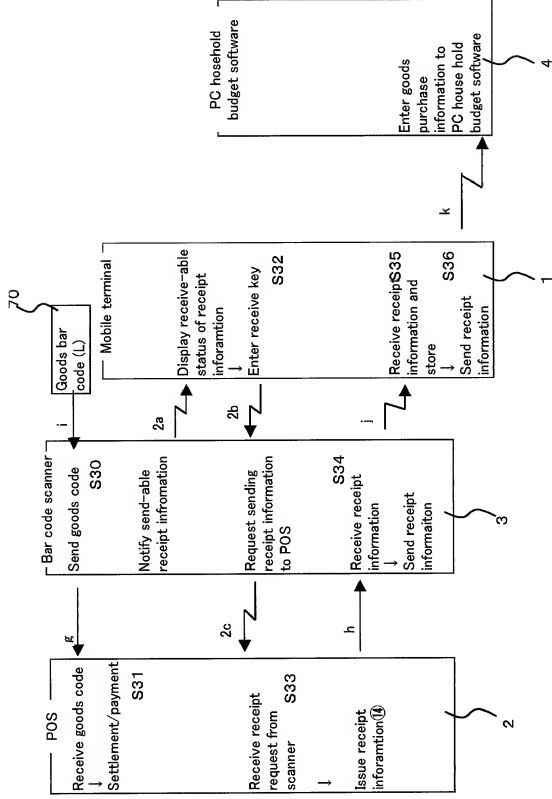 POS
Receive goods code
↓
Settlement/payment
S31
Receive receipt
request from
scanner
S33
↓
Issue receipt
inforamtion⑭
2
g
2c
h
Bar code scanner
Send goods code
S30
Notify send-able
receipt infromation
Request sending
receipt information
to POS
S34
Receive receipt
information
↓
Send receipt
informaiton
3
i
2a
2b
j
70
Goods bar
code (L)
Mobile terminal
Display receive-able
status of receipt
inforamtion
↓
Enter receive key
S32
Receive receiptS35
information and
store
↓
S36
Send receipt
information
1
k
PC hosehold
budget software
Enter goods
purchase
information to
PC house hold
budget software
4